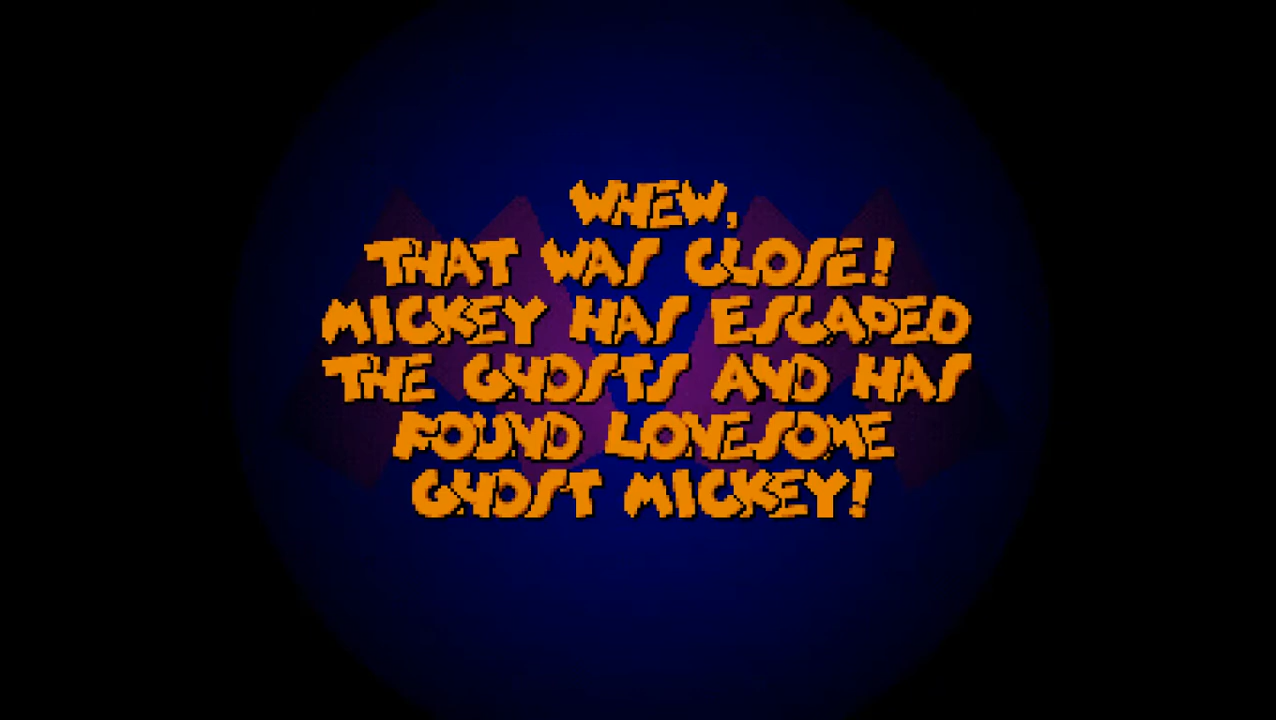 WHEW,
THAT WAS CLOSE!
MICKEY HAS ESCAPED
THE GHOSTS AND HAS
FOUND LONESOME
GHOST MICKEY!